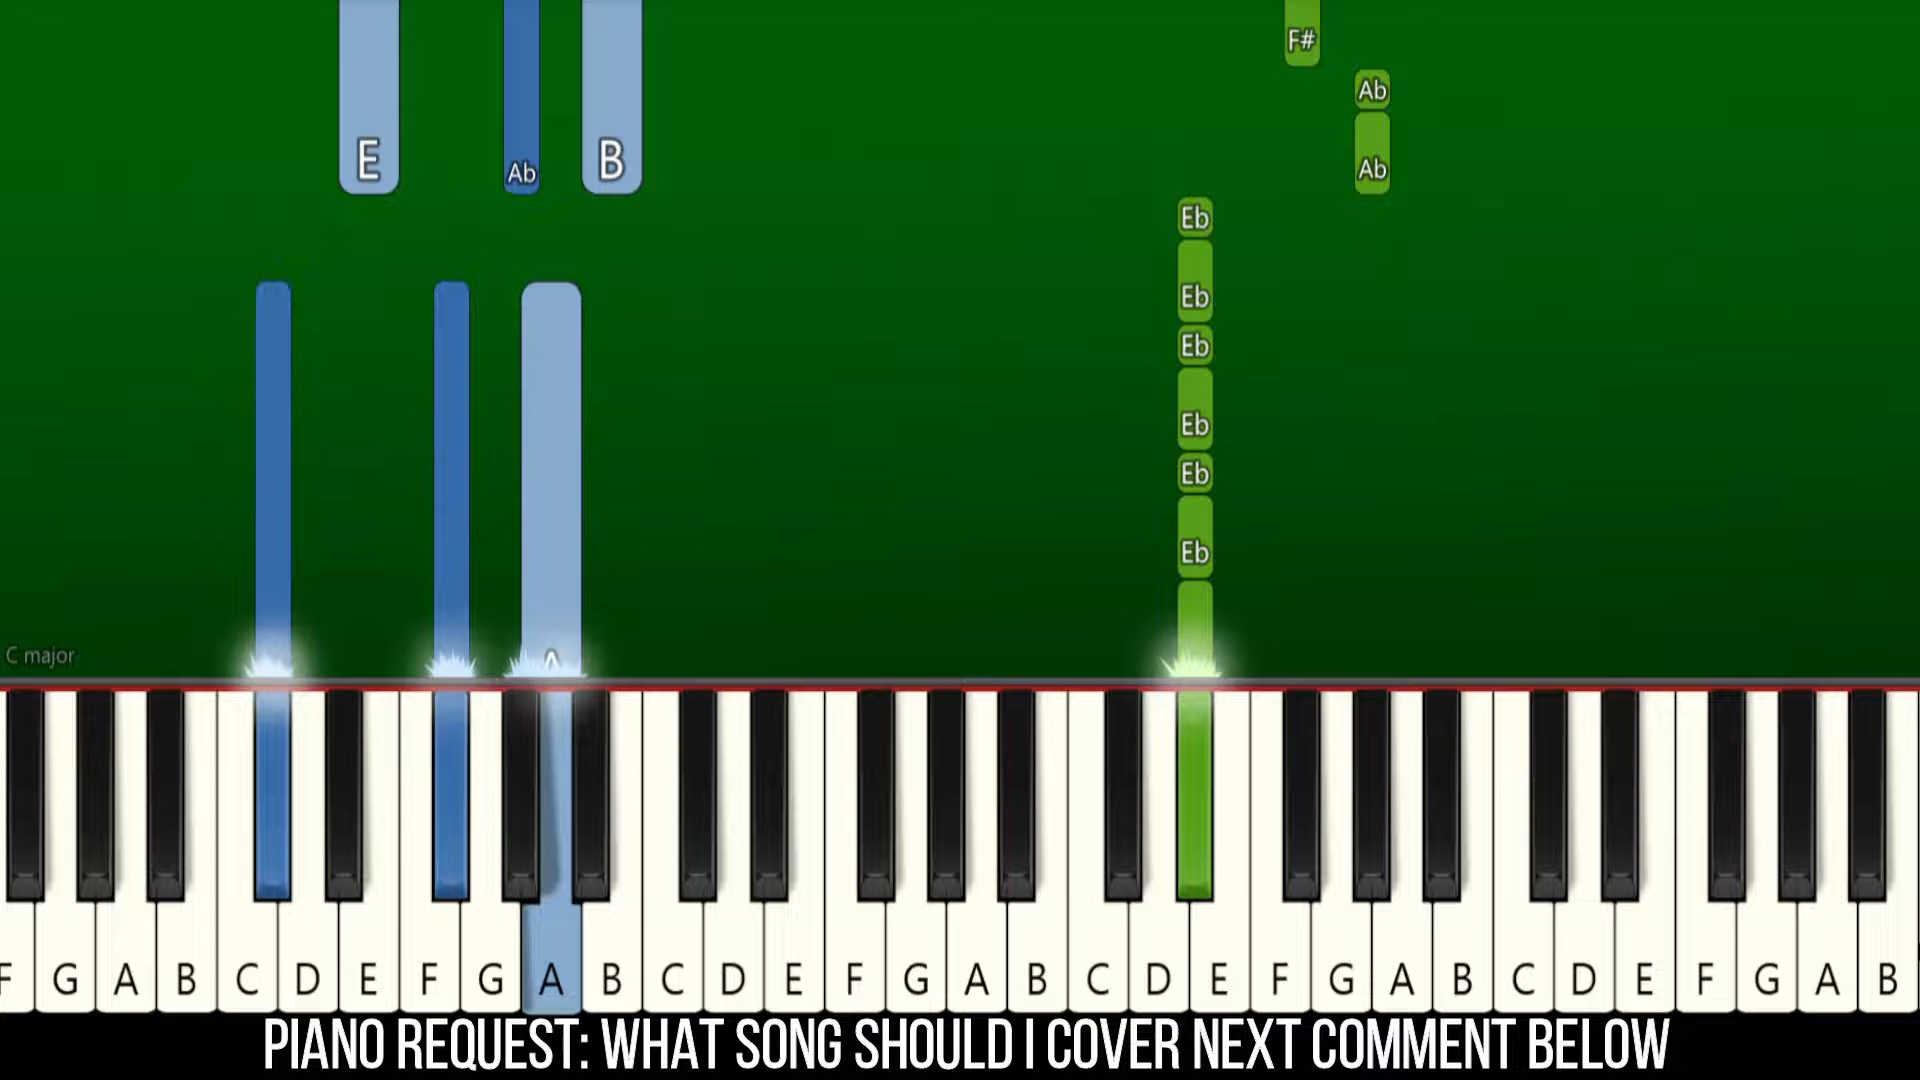 F#
Ab
E Ab B
Ab
Eb
Eb
Eb
Eb
Eb
Eb
C major A
F G A B C D E F G A B C D E F G A B C D E F G A B C D E F G A B
PIANO REQUEST: WHAT SONG SHOULD I COVER NEXT COMMENT BELOW